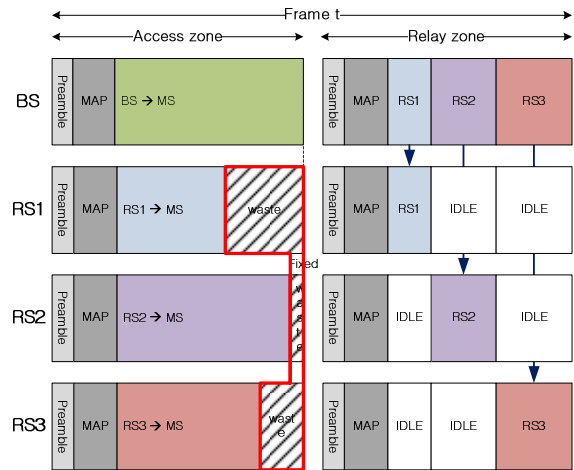 Frame t
Access zone
Relay zone
BS
Preamble
MAP
BS → MS
Preamble
MAP
RS1
RS2
RS3
RS1
Preamble
MAP
RS1 → MS
waste
Preamble
MAP
RS1
IDLE
IDLE
Fixed
RS2
Preamble
MAP
RS2 → MS
w
a
s
t
e
Preamble
MAP
IDLE
RS2
IDLE
RS3
Preamble
MAP
RS3 → MS
wast
e
Preamble
MAP
IDLE
IDLE
RS3